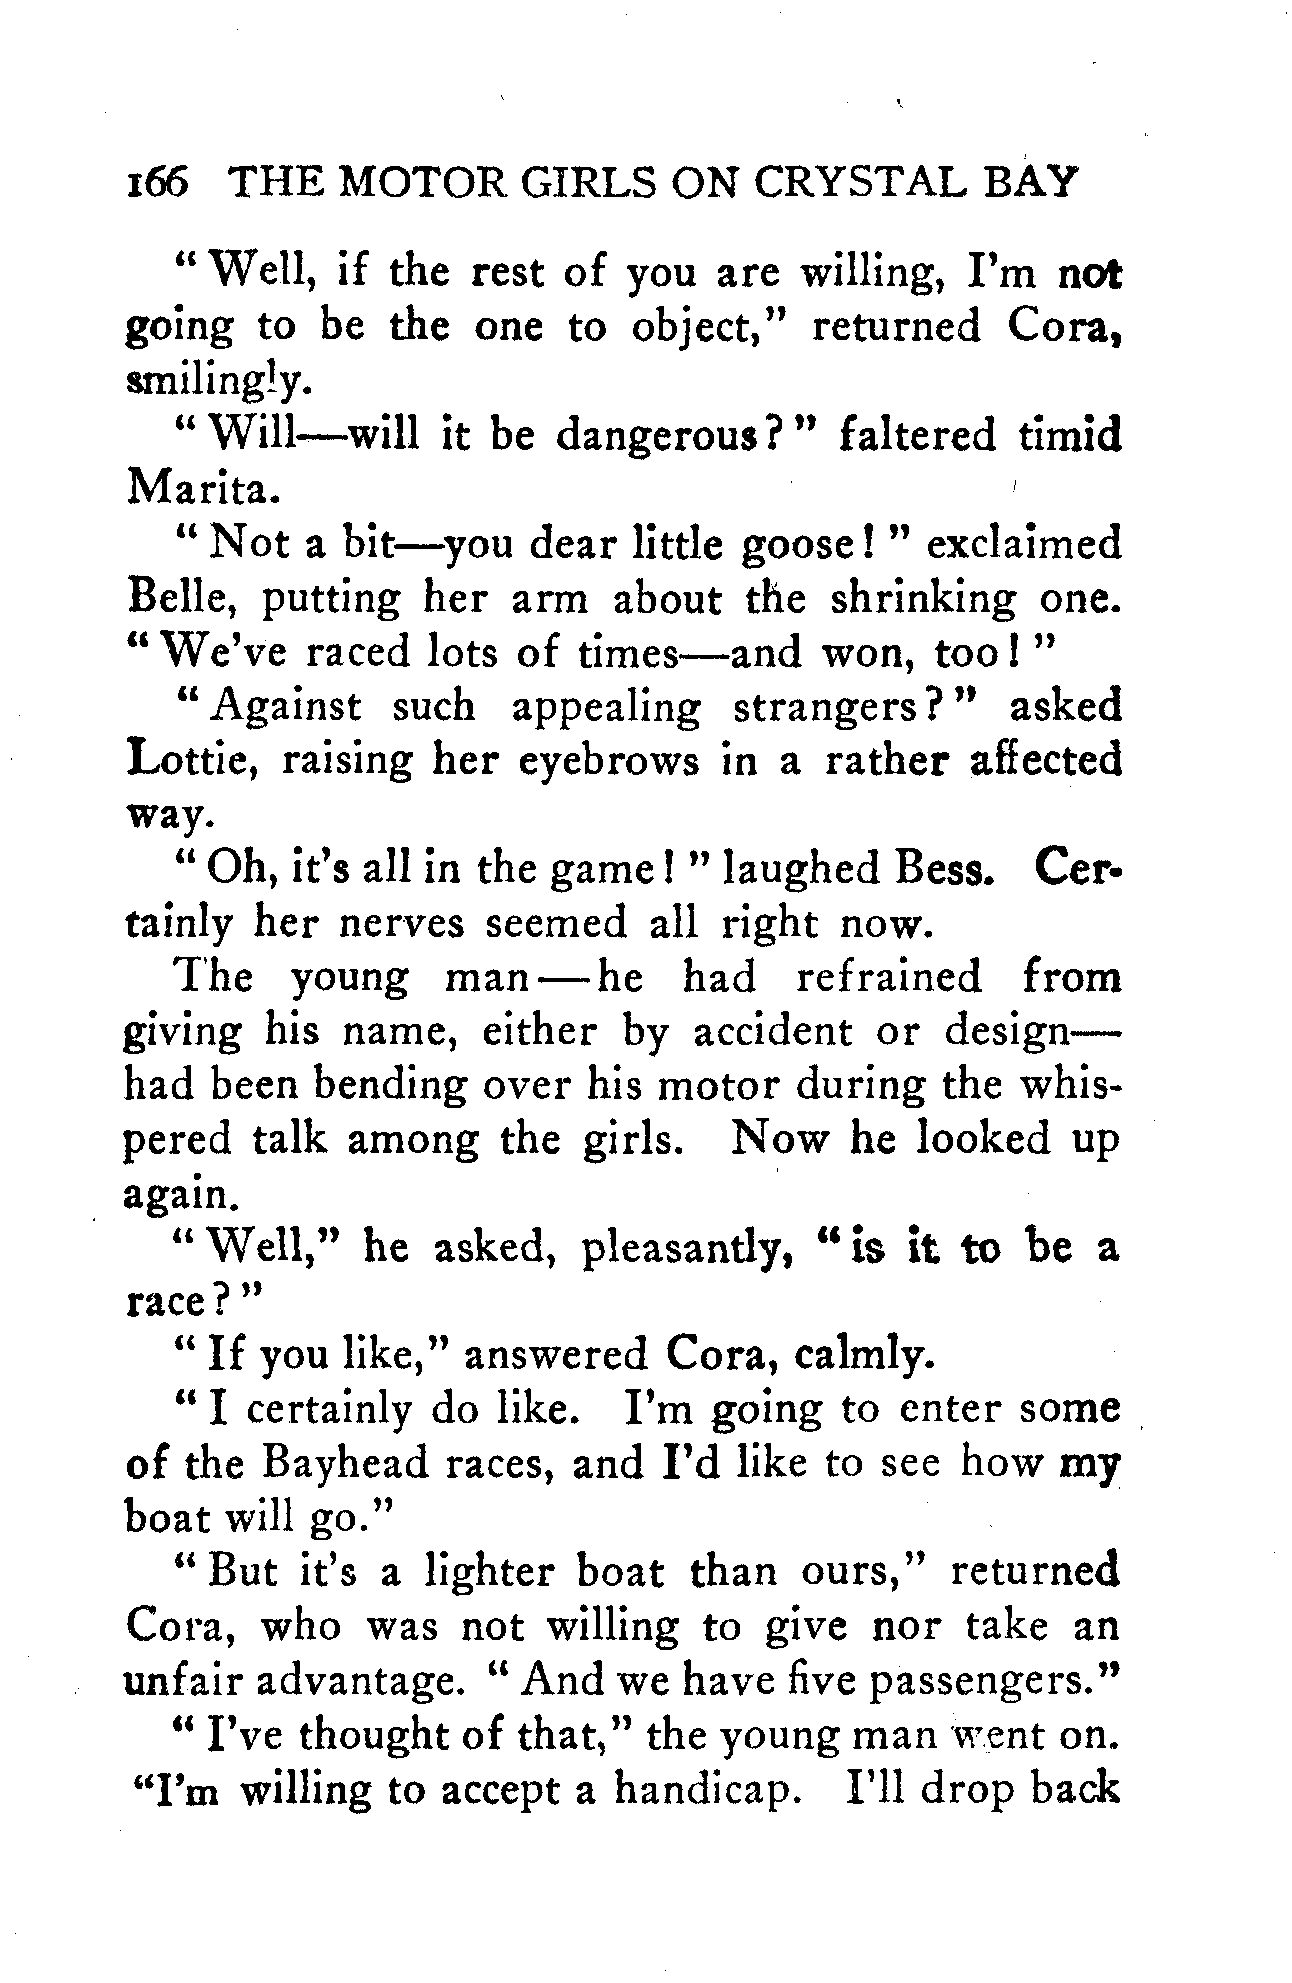 166 THE MOTOR GIRLS ON CRYSTAL BAY
“ Well, if the rest of you are willing, I’m not
going to be the one to object,” returned Cora,
smilingly.
“ Will—will it be dangerous? ” faltered timid
Marita.
“ Not a bit—you dear little goose! ” exclaimed
Belle, putting her arm about the shrinking one.
“ We’ve raced lots of times—and won, too! ”
“ Against such appealing strangers? ” asked
Lottie, raising her eyebrows in a rather affected
way.
“ Oh, it’s all in the game! ” laughed Bess. Cer-
tainly her nerves seemed all right now.
The young man—he had refrained from
giving his name, either by accident or design—
had been bending over his motor during the whis-
pered talk among the girls. Now he looked up
again.
“ Well,” he asked, pleasantly, “ is it to be a
race? ”
“ If you like,” answered Cora, calmly.
“ I certainly do like. I’m going to enter some
of the Bayhead races, and I’d like to see how my
boat will go.”
“ But it’s a lighter boat than ours,” returned
Cora, who was not willing to give nor take an
unfair advantage. “ And we have five passengers.”
“ I’ve thought of that,” the young man went on.
“I’m willing to accept a handicap. I’ll drop back